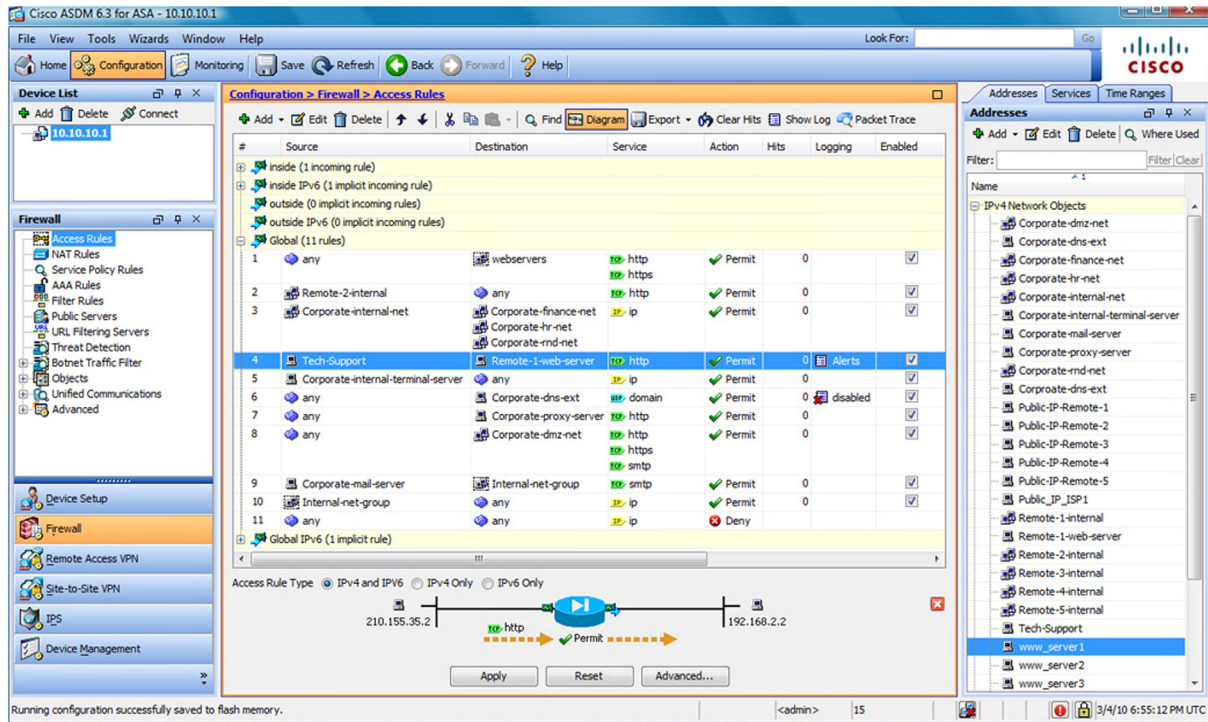 Cisco ASDM 6.3 for ASA - 10.10.10.1
File View Tools Wizards Window Help
Look For:
Go
Home Configuration Monitoring Save Refresh Back Forward Help
CISCO
Device List
Add Delete Connect
10.10.10.1
Firewall
Access Rules
NAT Rules
Service Policy Rules
AAA Rules
Filter Rules
Public Servers
URL Filtering Servers
Threat Detection
Botnet Traffic Filter
Objects
Unified Communications
Advanced
Device Setup
Firewall
Remote Access VPN
Site-to-Site VPN
IPS
Device Management
Configuration > Firewall > Access Rules
Add Edit Delete Find Diagram Export Clear Hits Show Log Packet Trace
# Source Destination Service Action Hits Logging Enabled
inside (1 incoming rule)
inside IPv6 (1 implicit incoming rule)
outside (0 implicit incoming rules)
outside IPv6 (0 implicit incoming rules)
Global (11 rules)
1 any webservers TCP http Permit 0
TCP https
2 Remote-2-internal any TCP http Permit 0
3 Corporate-internal-net Corporate-finance-net IP ip Permit 0
Corporate-hr-net
Corporate-rnd-net
4 Tech-Support Remote-1-web-server TCP http Permit 0 Alerts
5 Corporate-internal-terminal-server any IP ip Permit 0
6 any Corporate-dns-ext UDP domain Permit 0 disabled
7 any Corporate-proxy-server TCP http Permit 0
8 any Corporate-dmz-net TCP http Permit 0
TCP https
TCP smtp
9 Corporate-mail-server Internal-net-group TCP smtp Permit 0
10 Internal-net-group any IP ip Permit 0
11 any any IP ip Deny
Global IPv6 (1 implicit rule)
Access Rule Type IPv4 and IPv6 IPv4 Only IPv6 Only
210.155.35.2
192.168.2.2
TCP http
Permit
Apply Reset Advanced...
Addresses Services Time Ranges
Addresses
Add Edit Delete Where Used
Filter: Filter Clear
1
Name
IPv4 Network Objects
Corporate-dmz-net
Corporate-dns-ext
Corporate-finance-net
Corporate-hr-net
Corporate-internal-net
Corporate-internal-terminal-server
Corporate-mail-server
Corporate-proxy-server
Corporate-rnd-net
Corproate-dns-ext
Public-IP-Remote-1
Public-IP-Remote-2
Public-IP-Remote-3
Public-IP-Remote-4
Public-IP-Remote-5
Public_IP_ISP1
Remote-1-internal
Remote-1-web-server
Remote-2-internal
Remote-3-internal
Remote-4-internal
Remote-5-internal
Tech-Support
www_server1
www_server2
www_server3
Running configuration successfully saved to flash memory.
<admin> 15 3/4/10 6:55:12 PM UTC